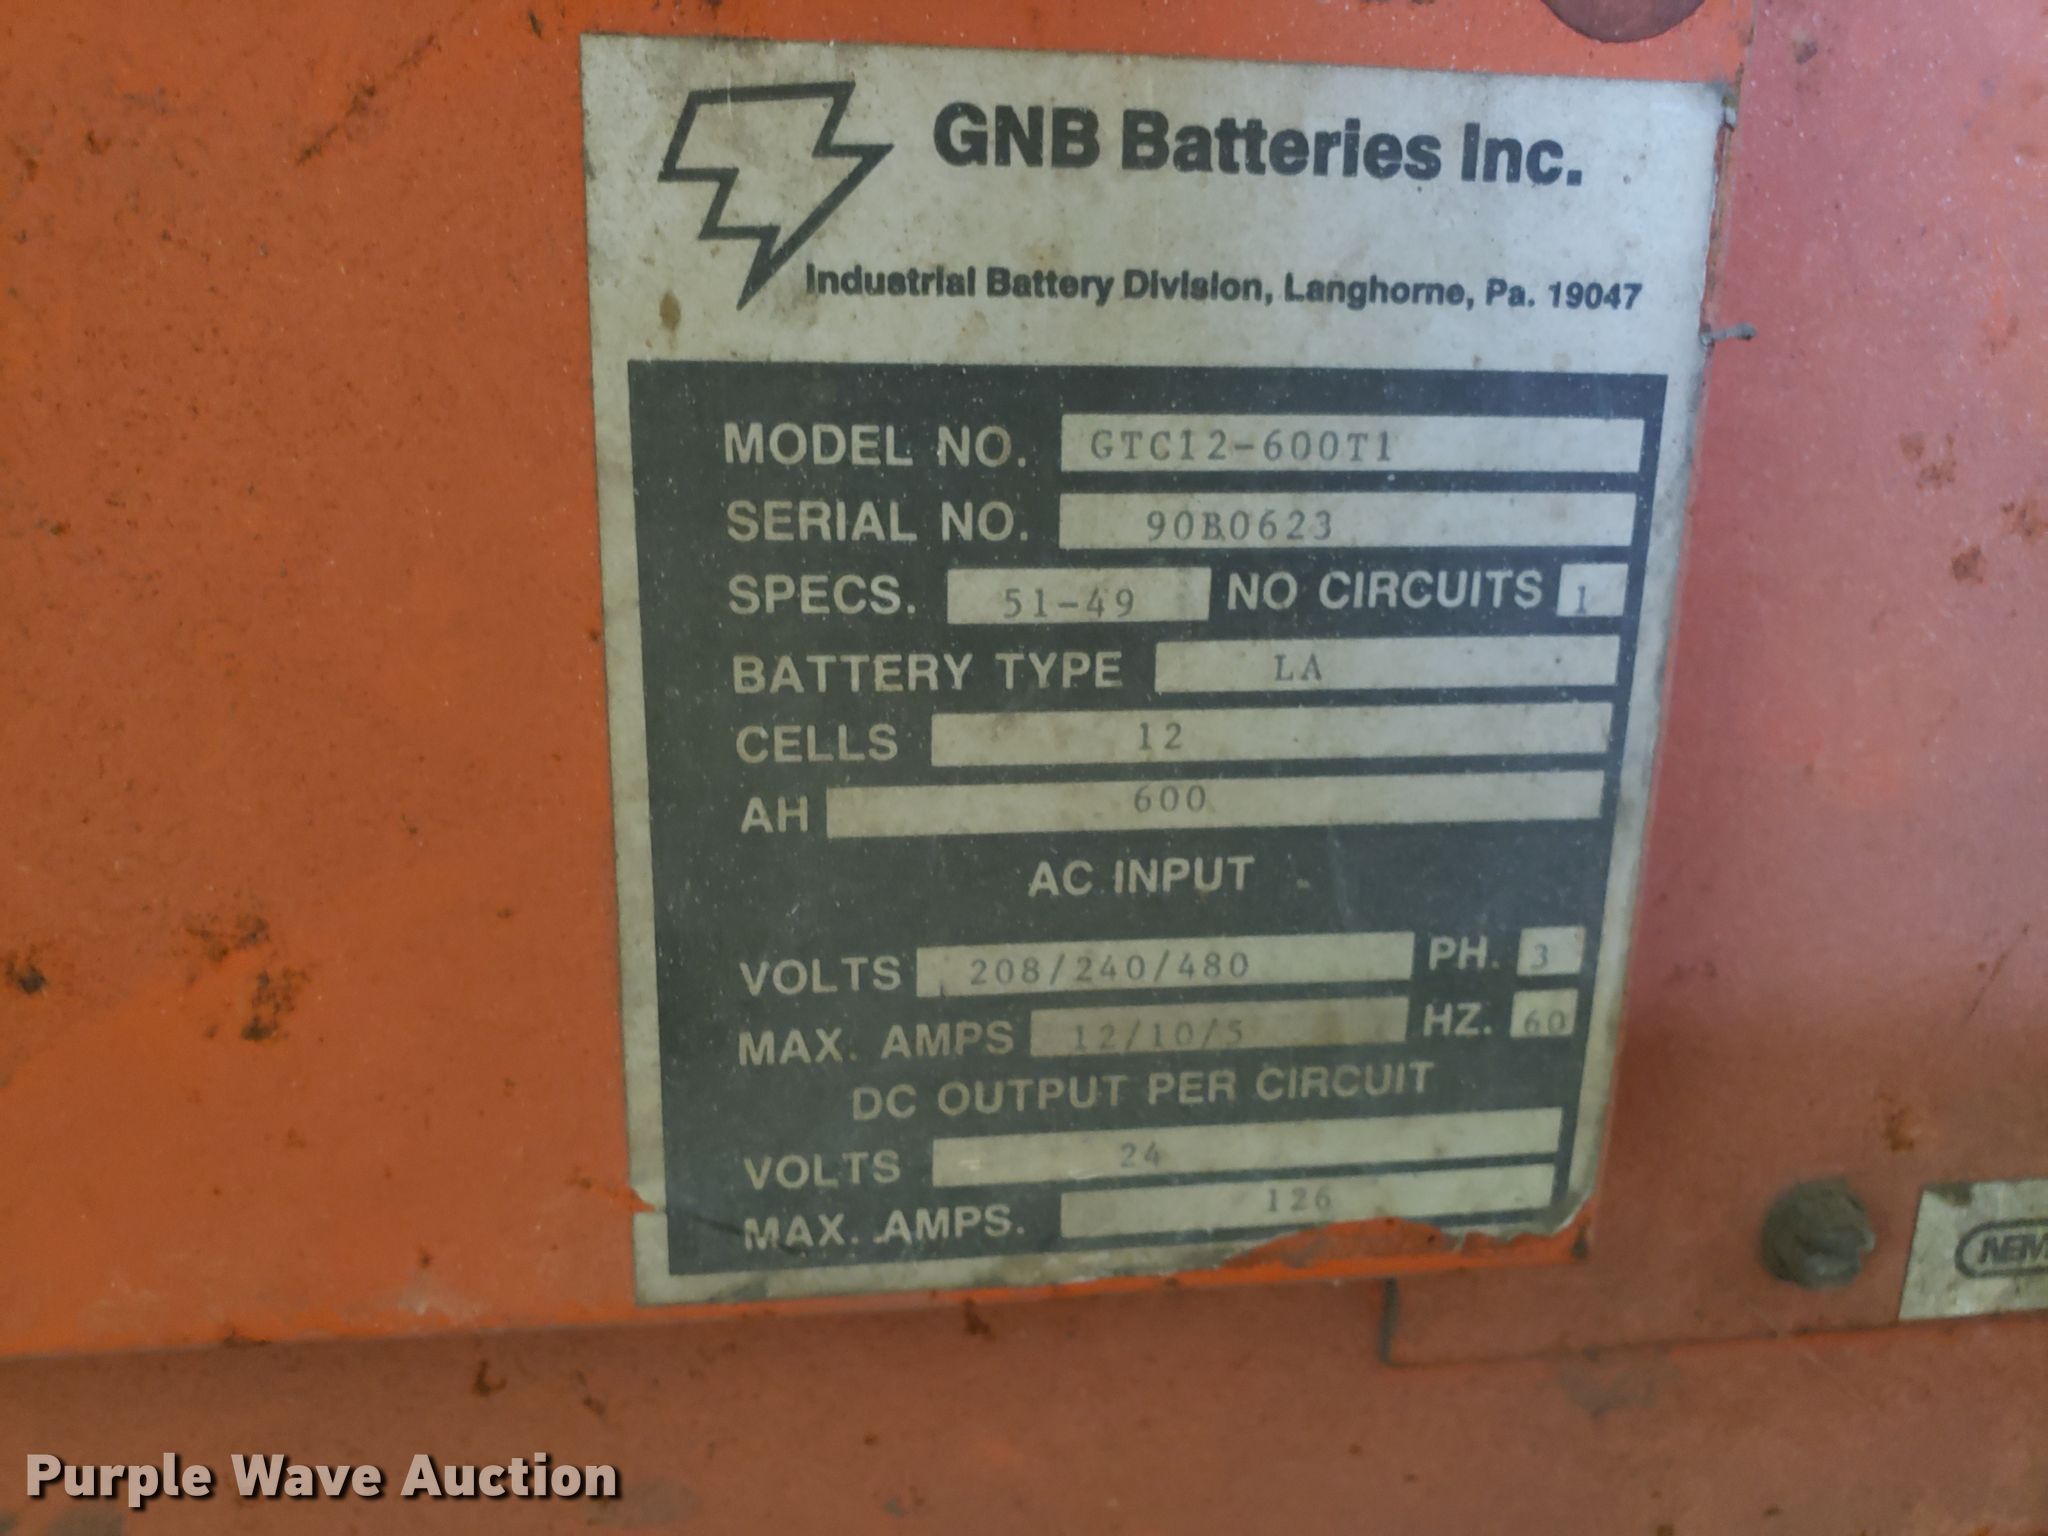 GNB Batteries Inc.
Industrial Battery Division, Langhorne, Pa. 19047
MODEL NO. GTC12-600T1
SERIAL NO. 90B0623
SPECS. 51-49 NO CIRCUITS 1
BATTERY TYPE LA
CELLS 12
AH 600
AC INPUT
VOLTS 208/240/480 PH. 3
MAX. AMPS 12/10/5 HZ. 60
DC OUTPUT PER CIRCUIT
VOLTS 24
MAX. AMPS. 126
Purple Wave Auction